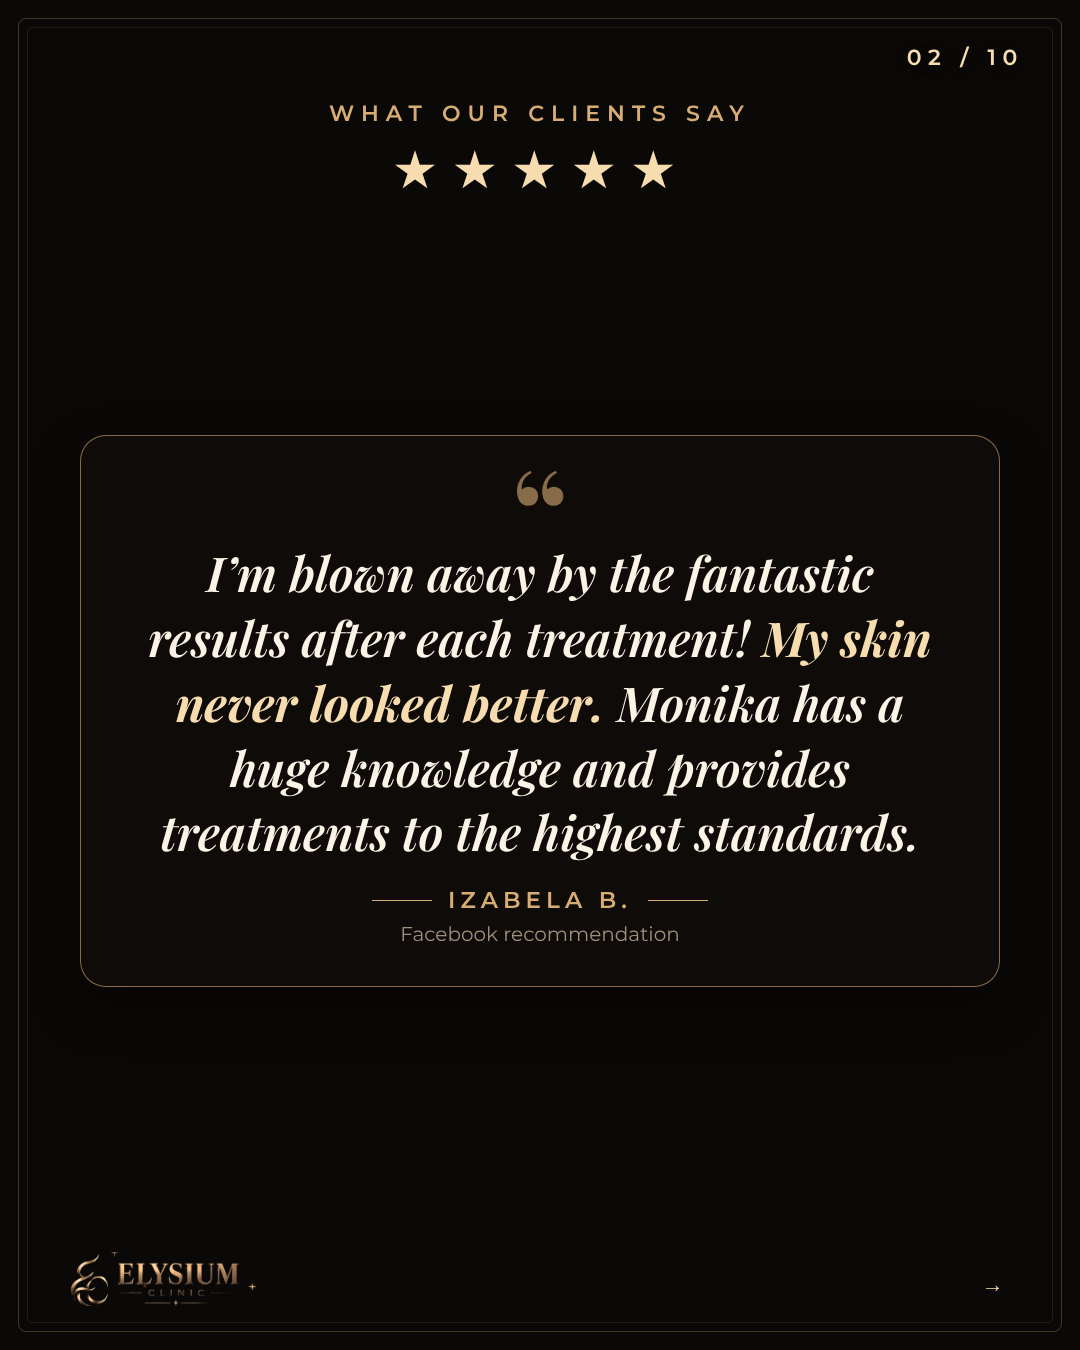 02 / 10
WHAT OUR CLIENTS SAY
★ ★ ★ ★ ★
“
I’m blown away by the fantastic
results after each treatment! My skin
never looked better. Monika has a
huge knowledge and provides
treatments to the highest standards.
IZABELA B.
Facebook recommendation
ELYSIUM
CLINIC
→